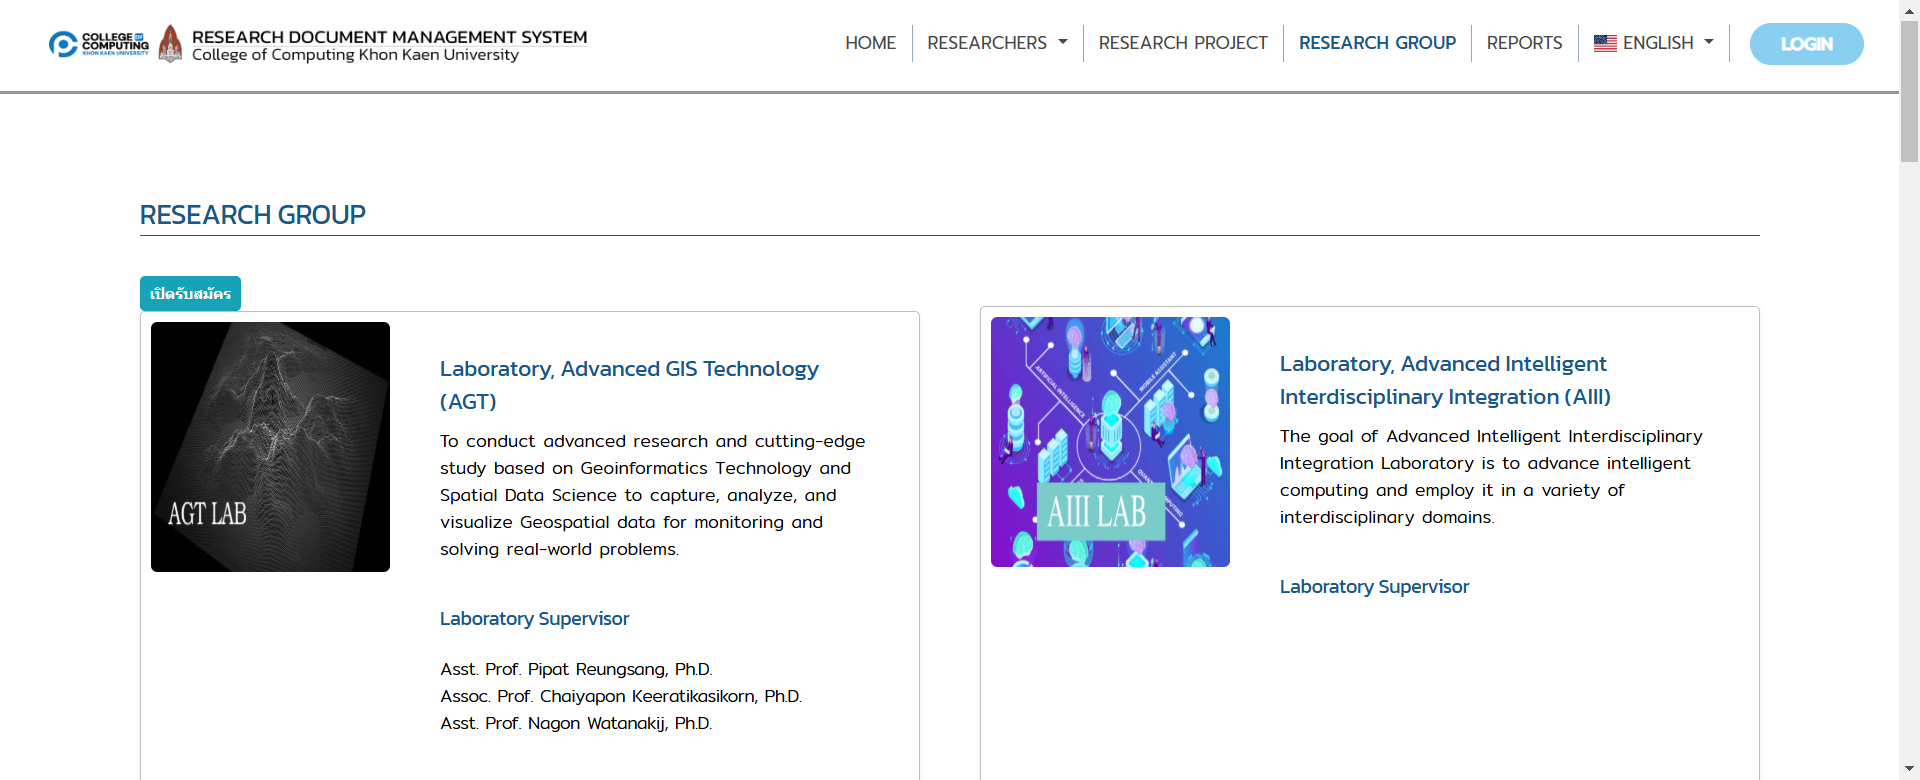 COLLEGE OF
COMPUTING
KHON KAEN UNIVERSITY
RESEARCH DOCUMENT MANAGEMENT SYSTEM
College of Computing Khon Kaen University
HOME
RESEARCHERS
RESEARCH PROJECT
RESEARCH GROUP
REPORTS
ENGLISH
LOGIN
RESEARCH GROUP
เปิดรับสมัคร
AGT LAB
Laboratory, Advanced GIS Technology
(AGT)
To conduct advanced research and cutting-edge
study based on Geoinformatics Technology and
Spatial Data Science to capture, analyze, and
visualize Geospatial data for monitoring and
solving real-world problems.
Laboratory Supervisor
Asst. Prof. Pipat Reungsang, Ph.D.
Assoc. Prof. Chaiyapon Keeratikasikorn, Ph.D.
Asst. Prof. Nagon Watanakij, Ph.D.
ARTIFICIAL INTELLIGENCE
MOBILE ASSISTANT
AIII LAB
Laboratory, Advanced Intelligent
Interdisciplinary Integration (AIII)
The goal of Advanced Intelligent Interdisciplinary
Integration Laboratory is to advance intelligent
computing and employ it in a variety of
interdisciplinary domains.
Laboratory Supervisor